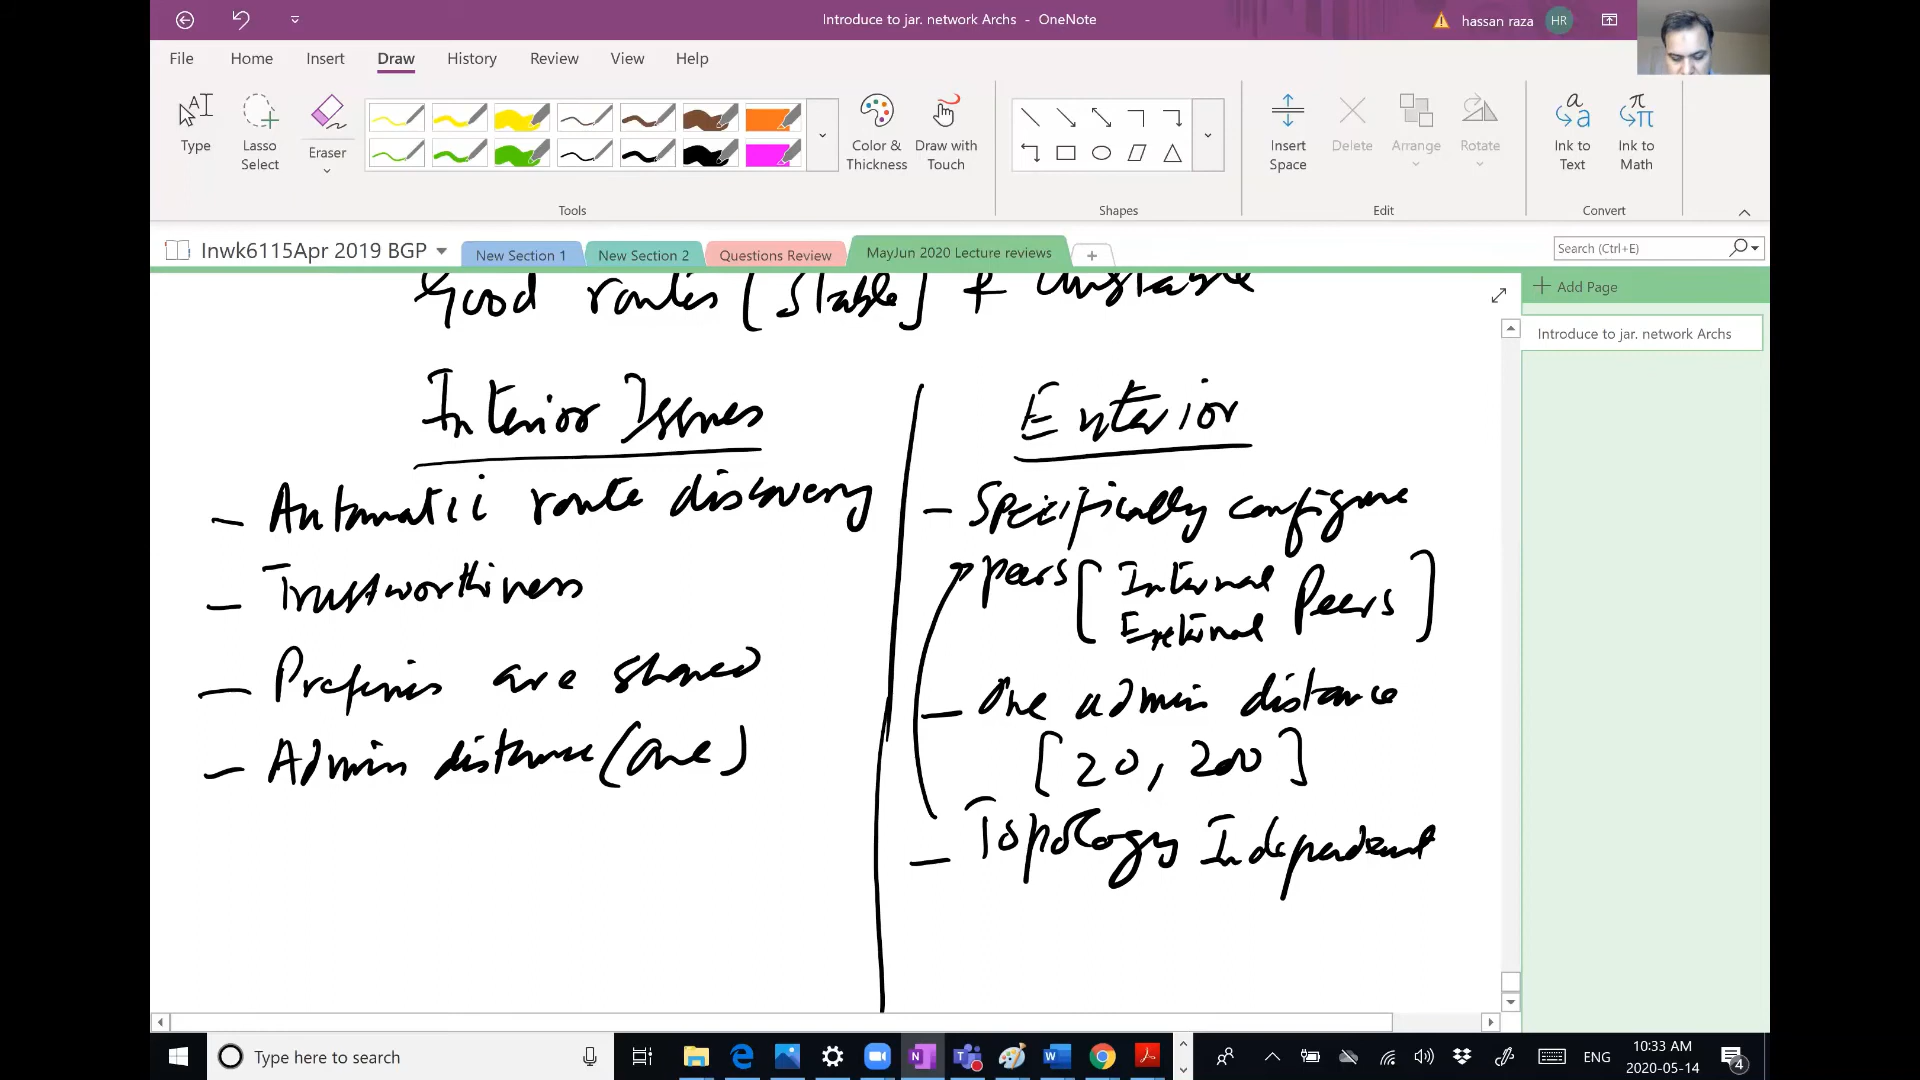 Introduce to jar. network Archs - OneNote
hassan raza HR
File Home Insert Draw History Review View Help
Type
Lasso Select
Eraser
Color & Thickness
Draw with Touch
Insert Space
Delete
Arrange
Rotate
Ink to Text
Ink to Math
Tools Shapes Edit Convert
Inwk6115Apr 2019 BGP New Section 1 New Section 2 Questions Review MayJun 2020 Lecture reviews + Search (Ctrl+E)
+ Add Page
Introduce to jar. network Archs
Good routes [Stable] + Unstable
Interior Issues
- Automatic route discovery
- Trustworthiness
- Prefixes are shared
- Admin distance (one)
Exterior
- Specifically configure
peers [Internal
External Peers]
- One admin distance
[20, 200]
- Topology Independent
Type here to search
ENG
10:33 AM
2020-05-14
4